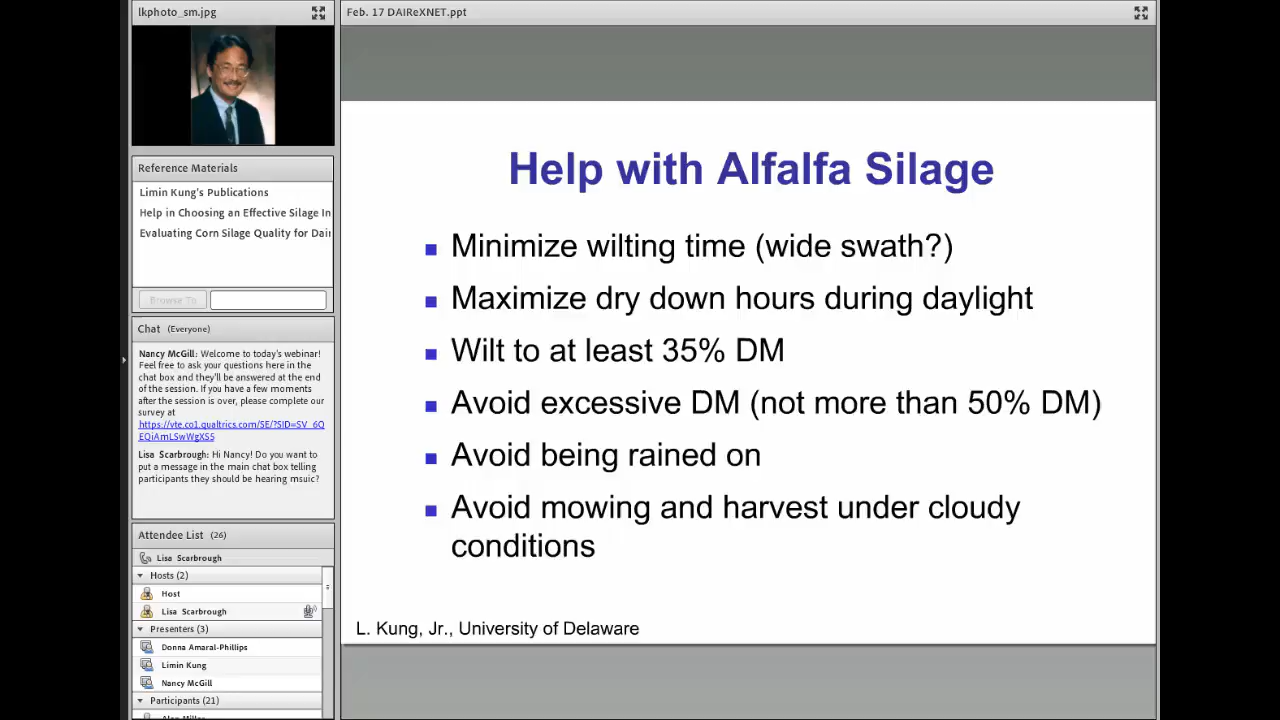 lkphoto_sm.jpg
Reference Materials
Limin Kung's Publications
Help in Choosing an Effective Silage In
Evaluating Corn Silage Quality for Dair
Browse To
Chat (Everyone)
Nancy McGill: Welcome to today's webinar!
Feel free to ask your questions here in the
chat box and they'll be answered at the end
of the session. If you have a few moments
after the session is over, please complete our
survey at
https://vte.co1.qualtrics.com/SE/?SID=SV_6Q
EQiAmLSwWgXS5
Lisa Scarbrough: Hi Nancy! Do you want to
put a message in the main chat box telling
participants they should be hearing msuic?
Attendee List (26)
Lisa Scarbrough
Hosts (2)
Host
Lisa Scarbrough
Presenters (3)
Donna Amaral-Phillips
Limin Kung
Nancy McGill
Participants (21)
Feb. 17 DAIReXNET.ppt
Help with Alfalfa Silage
Minimize wilting time (wide swath?)
Maximize dry down hours during daylight
Wilt to at least 35% DM
Avoid excessive DM (not more than 50% DM)
Avoid being rained on
Avoid mowing and harvest under cloudy
conditions
L. Kung, Jr., University of Delaware